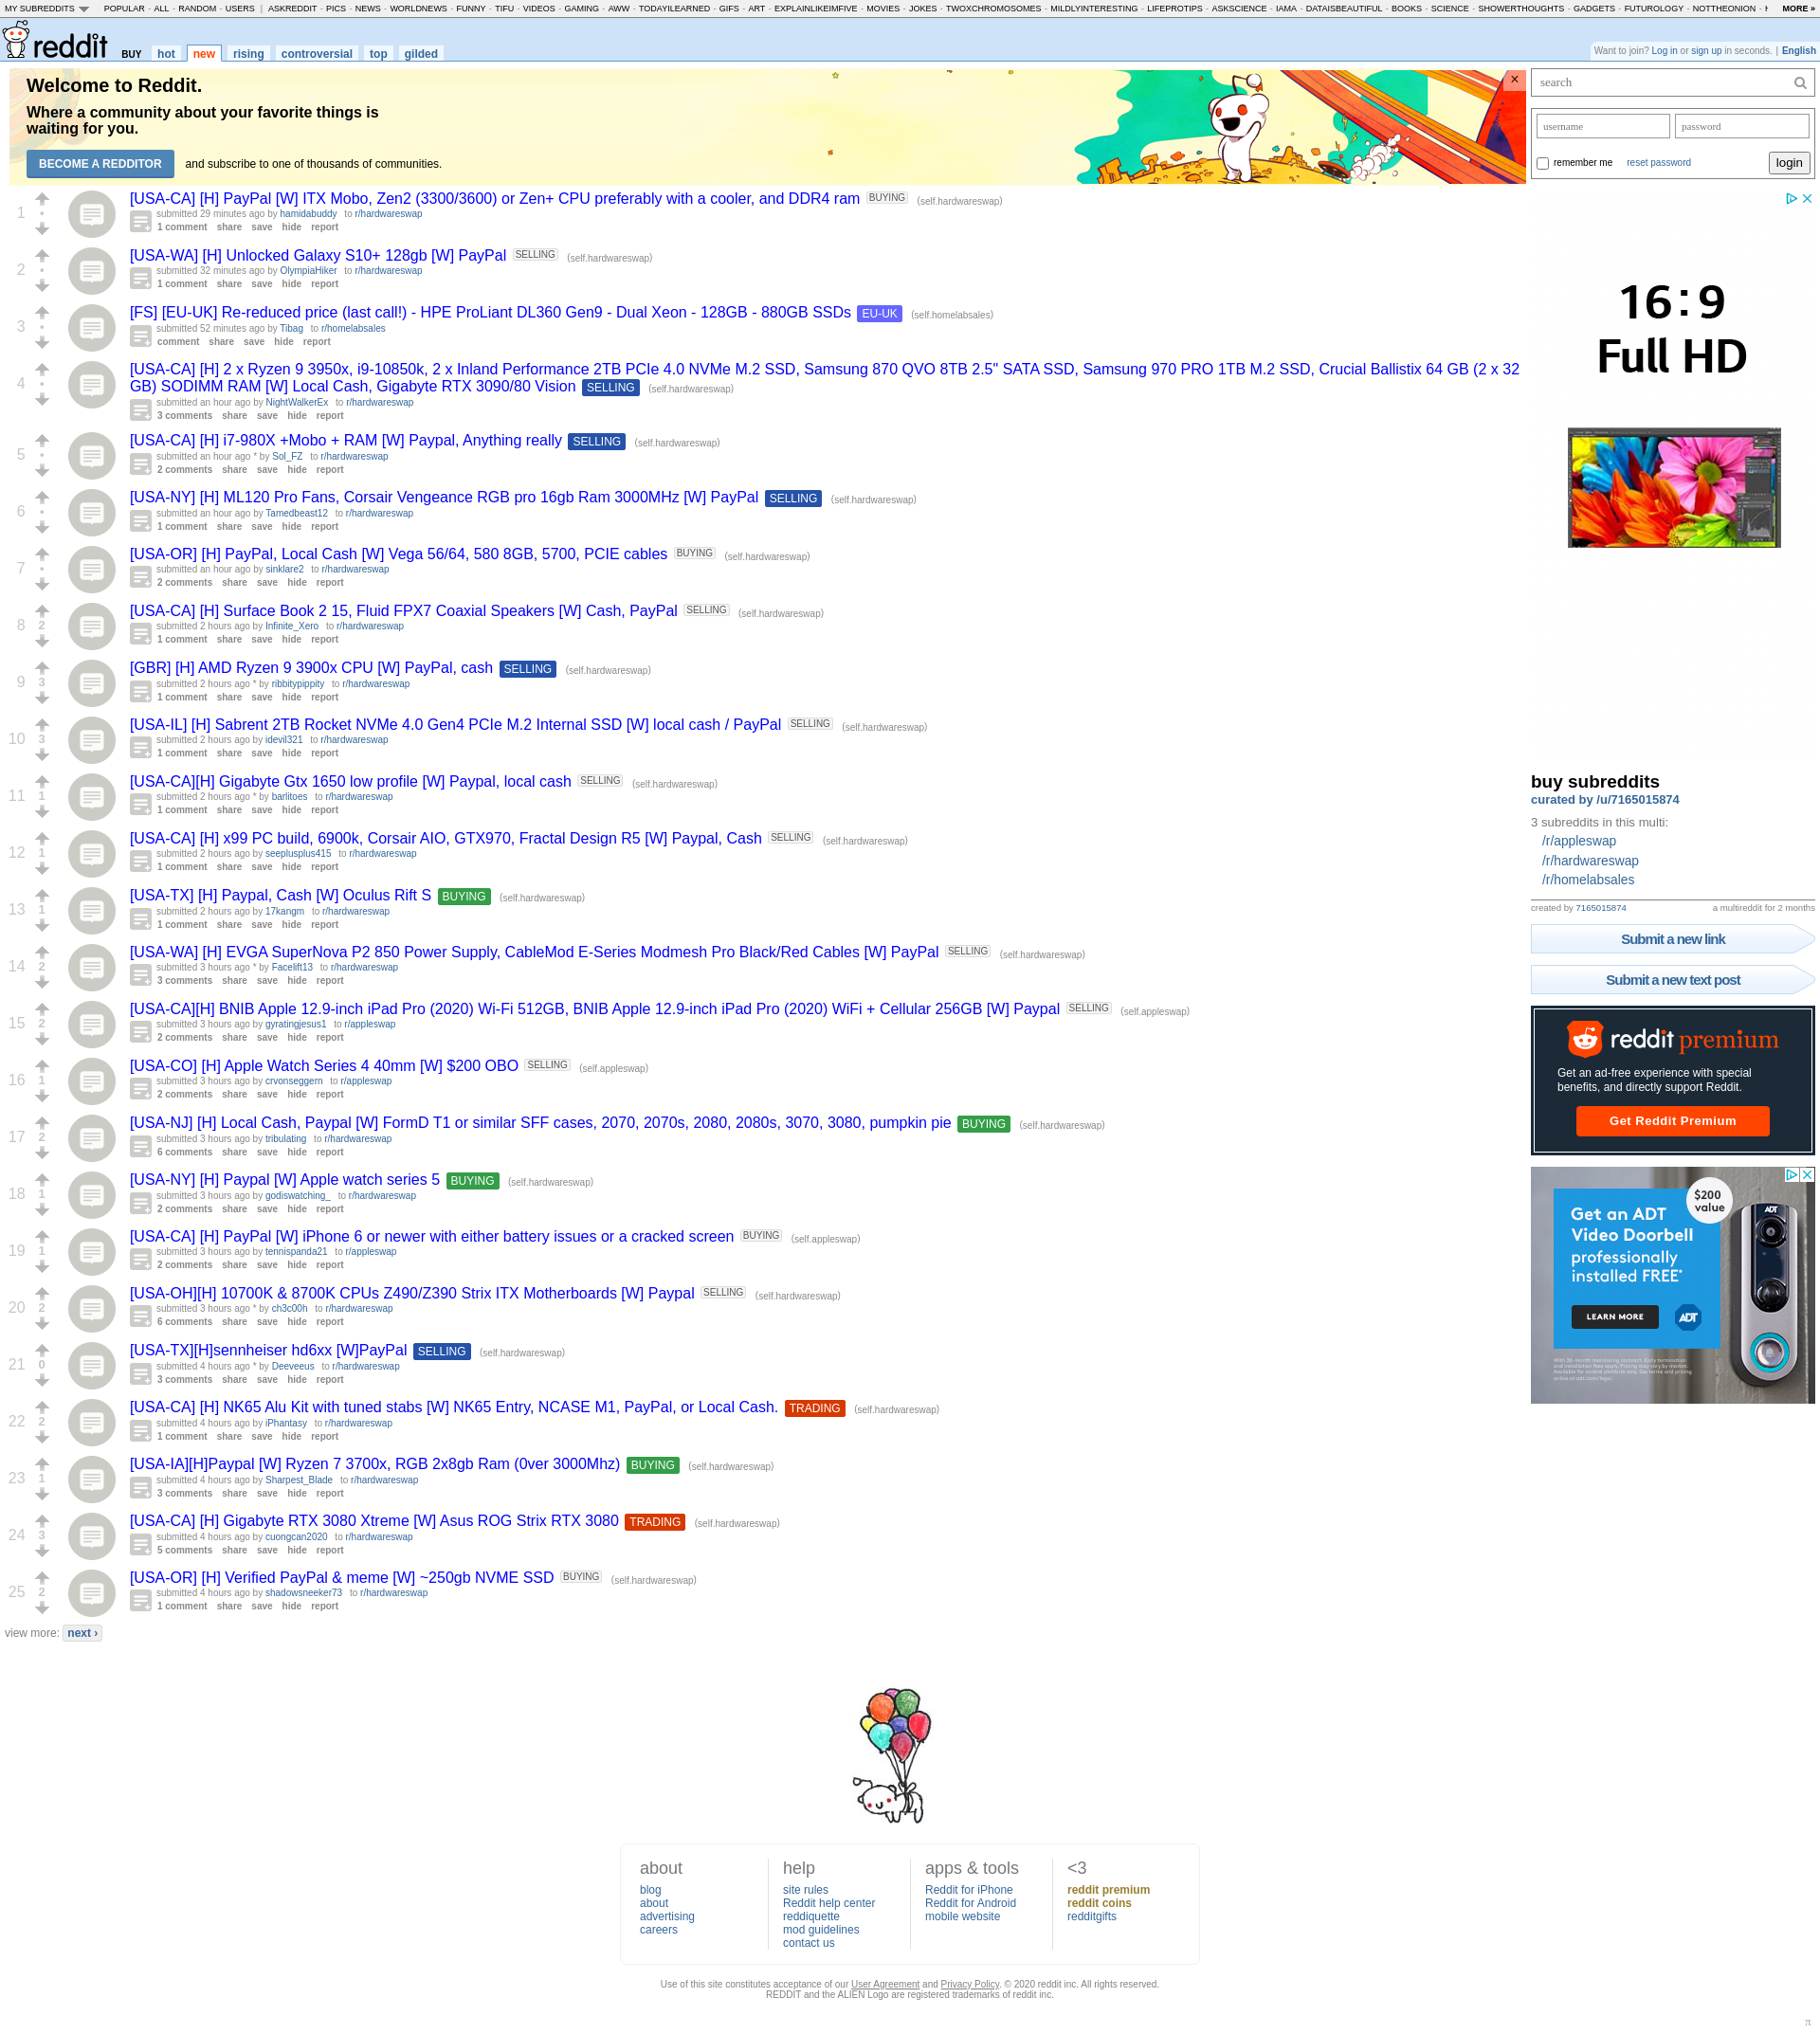 MY SUBREDDITS POPULAR - ALL - RANDOM - USERS | ASKREDDIT - PICS - NEWS - WORLDNEWS - FUNNY - TIFU - VIDEOS - GAMING - AWW - TODAYILEARNED - GIFS - ART - EXPLAINLIKEIMFIVE - MOVIES - JOKES - TWOXCHROMOSOMES - MILDLYINTERESTING - LIFEPROTIPS - ASKSCIENCE - IAMA - DATAISBEAUTIFUL - BOOKS - SCIENCE - SHOWERTHOUGHTS - GADGETS - FUTUROLOGY - NOTTHEONION - MORE »
reddit BUY hot new rising controversial top gilded
Want to join? Log in or sign up in seconds. | English
Welcome to Reddit.
Where a community about your favorite things is
waiting for you.
BECOME A REDDITOR and subscribe to one of thousands of communities.
×
1
[USA-CA] [H] PayPal [W] ITX Mobo, Zen2 (3300/3600) or Zen+ CPU preferably with a cooler, and DDR4 ram BUYING (self.hardwareswap)
submitted 29 minutes ago by hamidabuddy to r/hardwareswap
1 comment share save hide report
2
[USA-WA] [H] Unlocked Galaxy S10+ 128gb [W] PayPal SELLING (self.hardwareswap)
submitted 32 minutes ago by OlympiaHiker to r/hardwareswap
1 comment share save hide report
3
[FS] [EU-UK] Re-reduced price (last call!) - HPE ProLiant DL360 Gen9 - Dual Xeon - 128GB - 880GB SSDs EU-UK (self.homelabsales)
submitted 52 minutes ago by Tibag to r/homelabsales
comment share save hide report
4
[USA-CA] [H] 2 x Ryzen 9 3950x, i9-10850k, 2 x Inland Performance 2TB PCIe 4.0 NVMe M.2 SSD, Samsung 870 QVO 8TB 2.5" SATA SSD, Samsung 970 PRO 1TB M.2 SSD, Crucial Ballistix 64 GB (2 x 32
GB) SODIMM RAM [W] Local Cash, Gigabyte RTX 3090/80 Vision SELLING (self.hardwareswap)
submitted an hour ago by NightWalkerEx to r/hardwareswap
3 comments share save hide report
5
[USA-CA] [H] i7-980X +Mobo + RAM [W] Paypal, Anything really SELLING (self.hardwareswap)
submitted an hour ago * by Sol_FZ to r/hardwareswap
2 comments share save hide report
6
[USA-NY] [H] ML120 Pro Fans, Corsair Vengeance RGB pro 16gb Ram 3000MHz [W] PayPal SELLING (self.hardwareswap)
submitted an hour ago by Tamedbeast12 to r/hardwareswap
1 comment share save hide report
7
[USA-OR] [H] PayPal, Local Cash [W] Vega 56/64, 580 8GB, 5700, PCIE cables BUYING (self.hardwareswap)
submitted an hour ago by sinklare2 to r/hardwareswap
2 comments share save hide report
8 2
[USA-CA] [H] Surface Book 2 15, Fluid FPX7 Coaxial Speakers [W] Cash, PayPal SELLING (self.hardwareswap)
submitted 2 hours ago by Infinite_Xero to r/hardwareswap
1 comment share save hide report
9 3
[GBR] [H] AMD Ryzen 9 3900x CPU [W] PayPal, cash SELLING (self.hardwareswap)
submitted 2 hours ago * by ribbitypippity to r/hardwareswap
1 comment share save hide report
10 3
[USA-IL] [H] Sabrent 2TB Rocket NVMe 4.0 Gen4 PCIe M.2 Internal SSD [W] local cash / PayPal SELLING (self.hardwareswap)
submitted 2 hours ago by idevil321 to r/hardwareswap
1 comment share save hide report
11 1
[USA-CA][H] Gigabyte Gtx 1650 low profile [W] Paypal, local cash SELLING (self.hardwareswap)
submitted 2 hours ago * by barlitoes to r/hardwareswap
1 comment share save hide report
12 1
[USA-CA] [H] x99 PC build, 6900k, Corsair AIO, GTX970, Fractal Design R5 [W] Paypal, Cash SELLING (self.hardwareswap)
submitted 2 hours ago by seeplusplus415 to r/hardwareswap
1 comment share save hide report
13 1
[USA-TX] [H] Paypal, Cash [W] Oculus Rift S BUYING (self.hardwareswap)
submitted 2 hours ago by 17kangm to r/hardwareswap
1 comment share save hide report
14 2
[USA-WA] [H] EVGA SuperNova P2 850 Power Supply, CableMod E-Series Modmesh Pro Black/Red Cables [W] PayPal SELLING (self.hardwareswap)
submitted 3 hours ago * by Facelift13 to r/hardwareswap
3 comments share save hide report
15 2
[USA-CA][H] BNIB Apple 12.9-inch iPad Pro (2020) Wi-Fi 512GB, BNIB Apple 12.9-inch iPad Pro (2020) WiFi + Cellular 256GB [W] Paypal SELLING (self.appleswap)
submitted 3 hours ago by gyratingjesus1 to r/appleswap
2 comments share save hide report
16 1
[USA-CO] [H] Apple Watch Series 4 40mm [W] $200 OBO SELLING (self.appleswap)
submitted 3 hours ago by crvonseggern to r/appleswap
2 comments share save hide report
17 2
[USA-NJ] [H] Local Cash, Paypal [W] FormD T1 or similar SFF cases, 2070, 2070s, 2080, 2080s, 3070, 3080, pumpkin pie BUYING (self.hardwareswap)
submitted 3 hours ago by tribulating to r/hardwareswap
6 comments share save hide report
18 1
[USA-NY] [H] Paypal [W] Apple watch series 5 BUYING (self.hardwareswap)
submitted 3 hours ago by godiswatching_ to r/hardwareswap
2 comments share save hide report
19 1
[USA-CA] [H] PayPal [W] iPhone 6 or newer with either battery issues or a cracked screen BUYING (self.appleswap)
submitted 3 hours ago by tennispanda21 to r/appleswap
2 comments share save hide report
20 2
[USA-OH][H] 10700K & 8700K CPUs Z490/Z390 Strix ITX Motherboards [W] Paypal SELLING (self.hardwareswap)
submitted 3 hours ago * by ch3c00h to r/hardwareswap
6 comments share save hide report
21 0
[USA-TX][H]sennheiser hd6xx [W]PayPal SELLING (self.hardwareswap)
submitted 4 hours ago * by Deeveeus to r/hardwareswap
3 comments share save hide report
22 2
[USA-CA] [H] NK65 Alu Kit with tuned stabs [W] NK65 Entry, NCASE M1, PayPal, or Local Cash. TRADING (self.hardwareswap)
submitted 4 hours ago by iPhantasy to r/hardwareswap
1 comment share save hide report
23 1
[USA-IA][H]Paypal [W] Ryzen 7 3700x, RGB 2x8gb Ram (0ver 3000Mhz) BUYING (self.hardwareswap)
submitted 4 hours ago by Sharpest_Blade to r/hardwareswap
3 comments share save hide report
24 3
[USA-CA] [H] Gigabyte RTX 3080 Xtreme [W] Asus ROG Strix RTX 3080 TRADING (self.hardwareswap)
submitted 4 hours ago by cuongcan2020 to r/hardwareswap
5 comments share save hide report
25 2
[USA-OR] [H] Verified PayPal & meme [W] ~250gb NVME SSD BUYING (self.hardwareswap)
submitted 4 hours ago by shadowsneeker73 to r/hardwareswap
1 comment share save hide report
view more: next ›
search
username password
remember me reset password login
16:9
Full HD
buy subreddits
curated by /u/7165015874
3 subreddits in this multi:
/r/appleswap
/r/hardwareswap
/r/homelabsales
created by 7165015874 a multireddit for 2 months
Submit a new link
Submit a new text post
reddit premium
Get an ad-free experience with special
benefits, and directly support Reddit.
Get Reddit Premium
$200
value
Get an ADT
Video Doorbell
professionally
installed FREE*
LEARN MORE ADT
ADT
about help apps & tools <3
blog site rules Reddit for iPhone reddit premium
about Reddit help center Reddit for Android reddit coins
advertising reddiquette mobile website redditgifts
careers mod guidelines
contact us
Use of this site constitutes acceptance of our User Agreement and Privacy Policy. © 2020 reddit inc. All rights reserved.
REDDIT and the ALIEN Logo are registered trademarks of reddit inc.
π